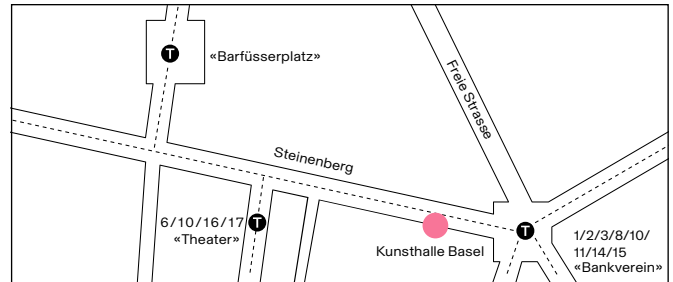 T
«Barfüsserplatz»
Freie Strasse
Steinenberg
6/10/16/17
«Theater»
T
Kunsthalle Basel
T
1/2/3/8/10/
11/14/15
«Bankverein»